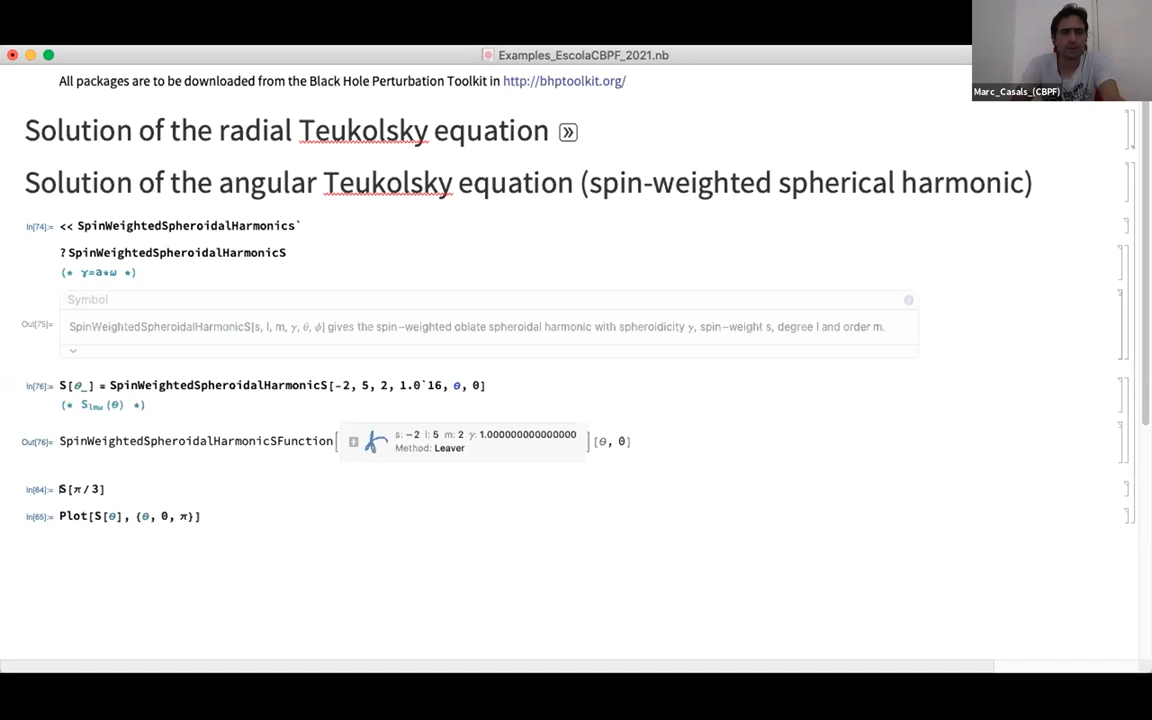 Examples_EscolaCBPF_2021.nb
Marc_Casals_(CBPF)
All packages are to be downloaded from the Black Hole Perturbation Toolkit in http://bhptoolkit.org/
Solution of the radial Teukolsky equation »
Solution of the angular Teukolsky equation (spin-weighted spherical harmonic)
In[74]:= << SpinWeightedSpheroidalHarmonics`
? SpinWeightedSpheroidalHarmonicS
(* γ=a*ω *)
Symbol
Out[75]= SpinWeightedSpheroidalHarmonicS[s, l, m, γ, θ, ϕ] gives the spin-weighted oblate spheroidal harmonic with spheroidicity γ, spin-weight s, degree l and order m.
In[76]:= S[θ_] = SpinWeightedSpheroidalHarmonicS[-2, 5, 2, 1.0`16, θ, 0]
(* Slmω(θ) *)
Out[76]= SpinWeightedSpheroidalHarmonicSFunction[ s: -2 l: 5 m: 2 γ: 1.000000000000000 ][θ, 0]
Method: Leaver
In[64]:= S[π/3]
In[65]:= Plot[S[θ], {θ, 0, π}]